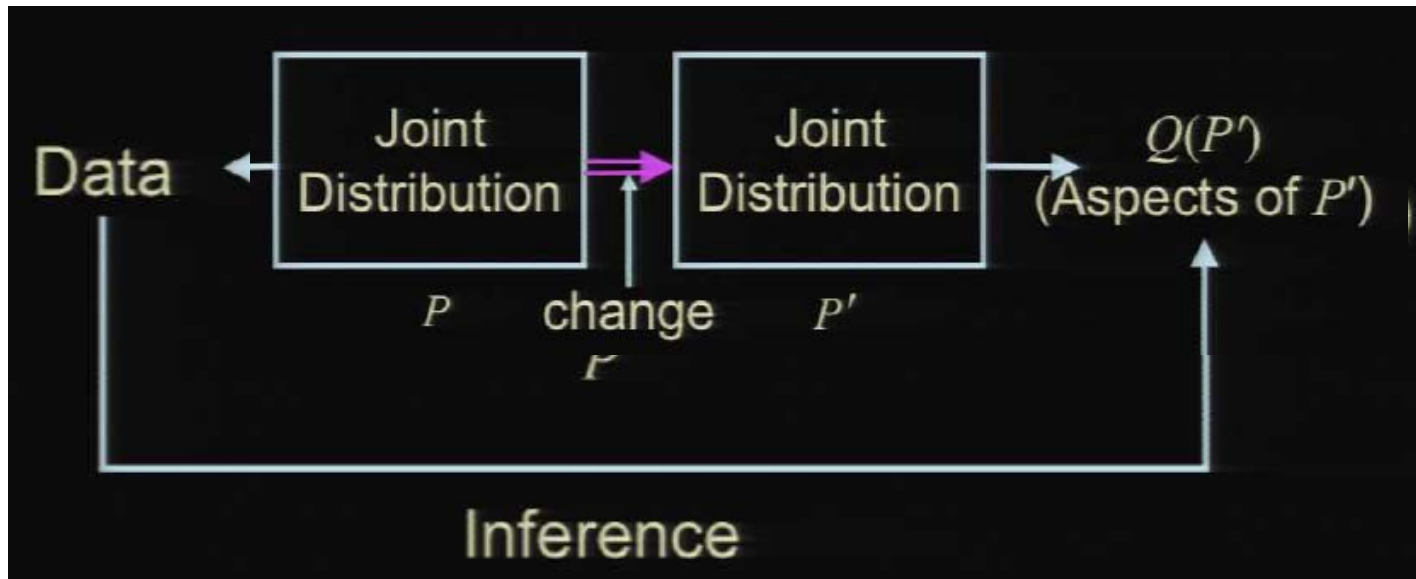 Data
Joint
Distribution
Joint
Distribution
Q(P′)
(Aspects of P′)
P
change
P′
P
Inference